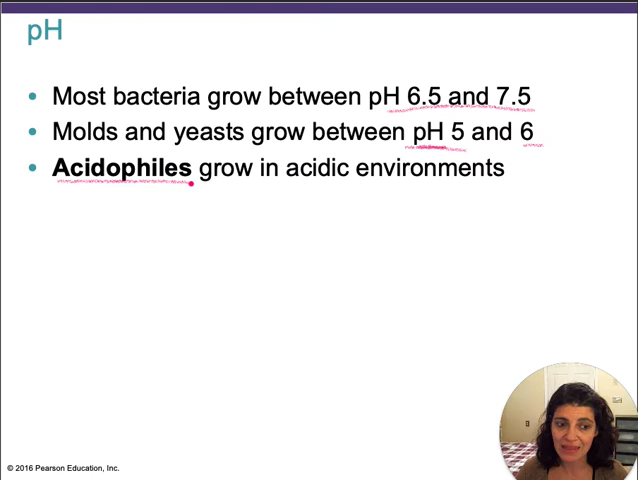 pH
• Most bacteria grow between pH 6.5 and 7.5
• Molds and yeasts grow between pH 5 and 6
• Acidophiles grow in acidic environments
© 2016 Pearson Education, Inc.